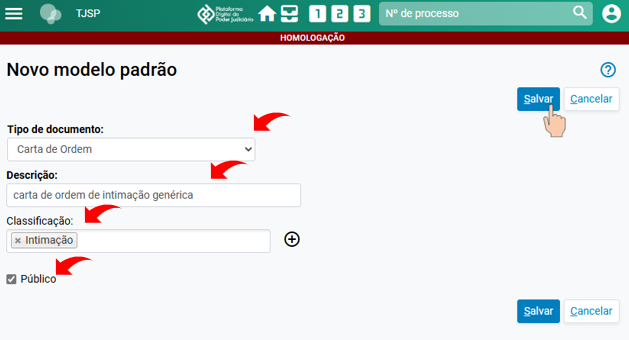 TJSP
Plataforma
Digital do
Poder Judiciário
1 2 3
Nº de processo
HOMOLOGAÇÃO
Novo modelo padrão
Salvar Cancelar
Tipo de documento:
Carta de Ordem
Descrição:
carta de ordem de intimação genérica
Classificação:
× Intimação
Público
Salvar Cancelar